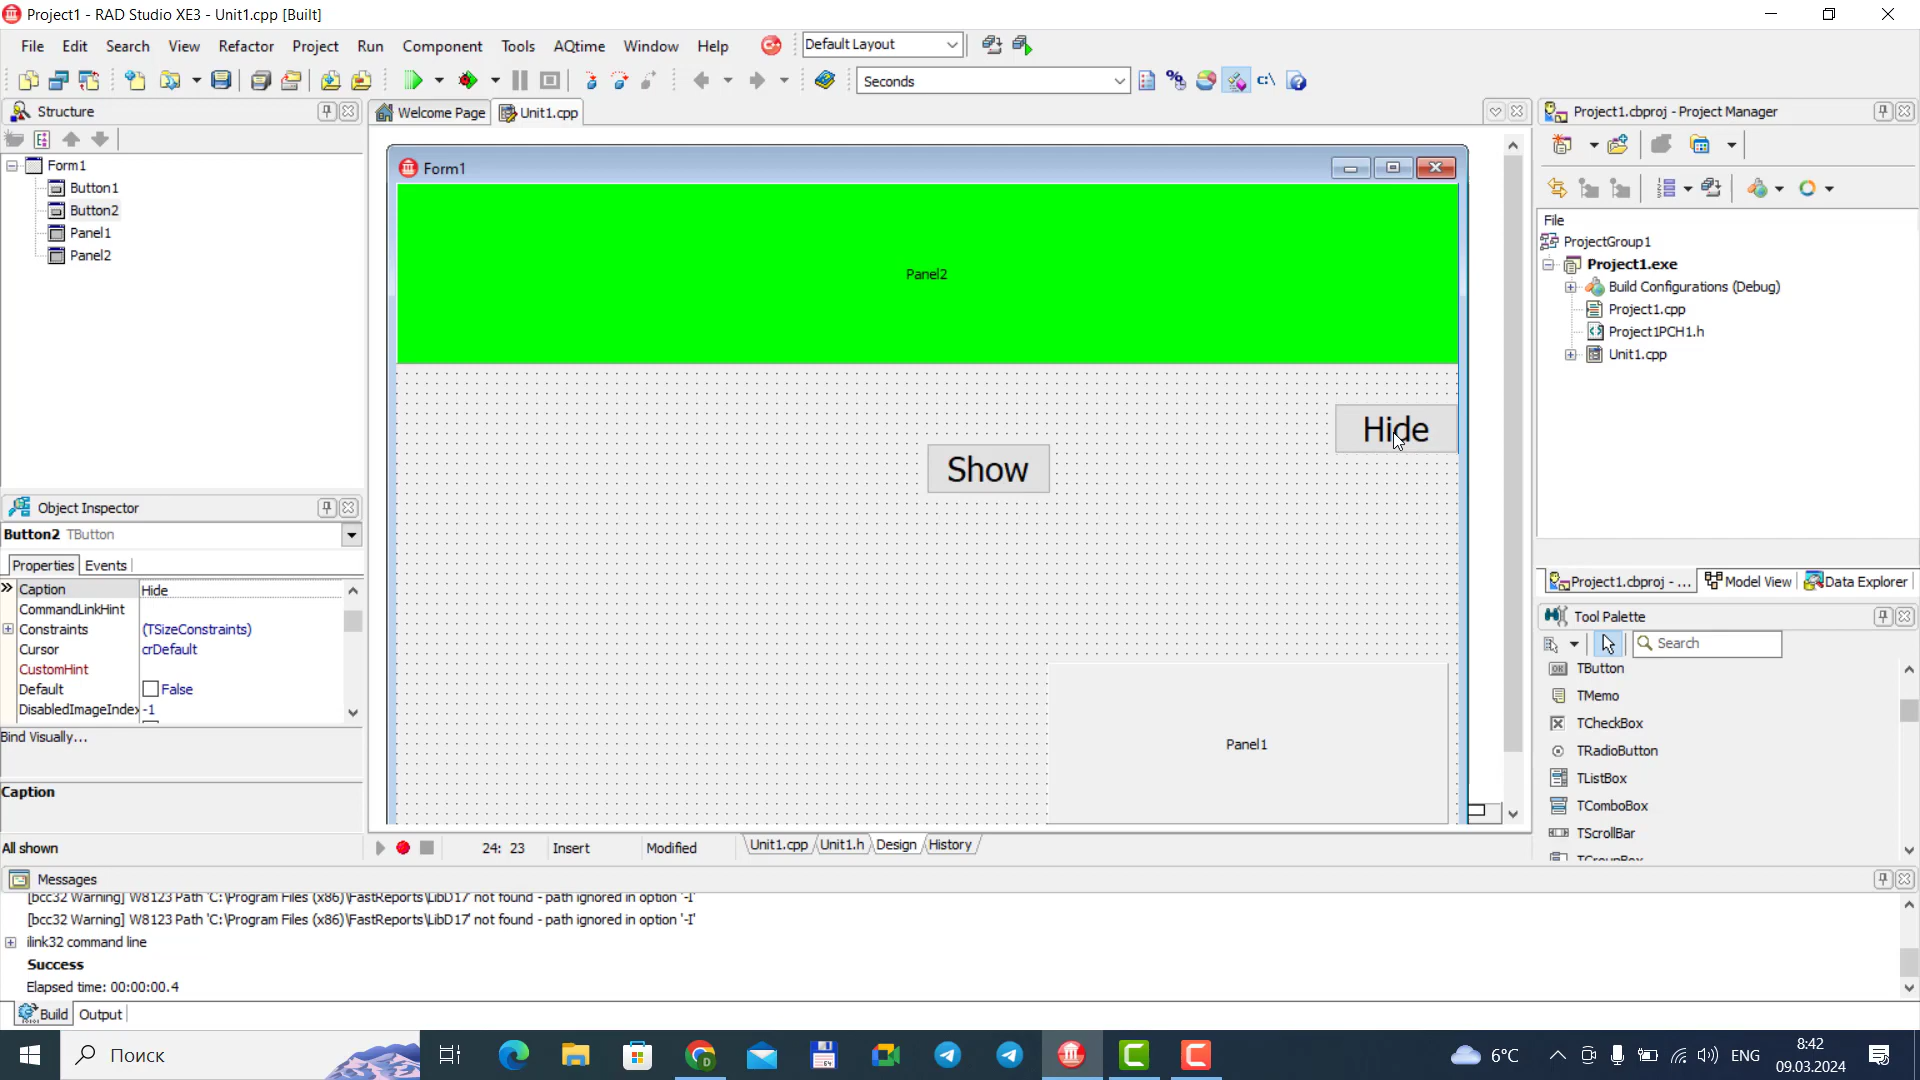 Project1 - RAD Studio XE3 - Unit1.cpp [Built]
File Edit Search View Refactor Project Run Component Tools AQtime Window Help Default Layout
Seconds C:\
Structure
Welcome Page Unit1.cpp
Project1.cbproj - Project Manager
Form1
Button1
Button2
Panel1
Panel2
Form1
Panel2
Hide
Show
Panel1
File
ProjectGroup1
Project1.exe
Build Configurations (Debug)
Project1.cpp
Project1PCH1.h
Unit1.cpp
Object Inspector
Button2 TButton
Properties Events
Caption Hide
CommandLinkHint
Constraints (TSizeConstraints)
Cursor crDefault
CustomHint
Default False
DisabledImageIndex -1
Bind Visually...
Caption
All shown
Project1.cbproj - ... Model View Data Explorer
Tool Palette
Search
TButton
TMemo
TCheckBox
TRadioButton
TListBox
TComboBox
TScrollBar
TGroupBox
24: 23 Insert Modified Unit1.cpp Unit1.h Design History
Messages
[bcc32 Warning] W8123 Path 'C:\Program Files (x86)\FastReports\LibD17' not found - path ignored in option '-I'
[bcc32 Warning] W8123 Path 'C:\Program Files (x86)\FastReports\LibD17' not found - path ignored in option '-I'
ilink32 command line
Success
Elapsed time: 00:00:00.4
Build Output
Поиск
6°C
ENG
8:42
09.03.2024